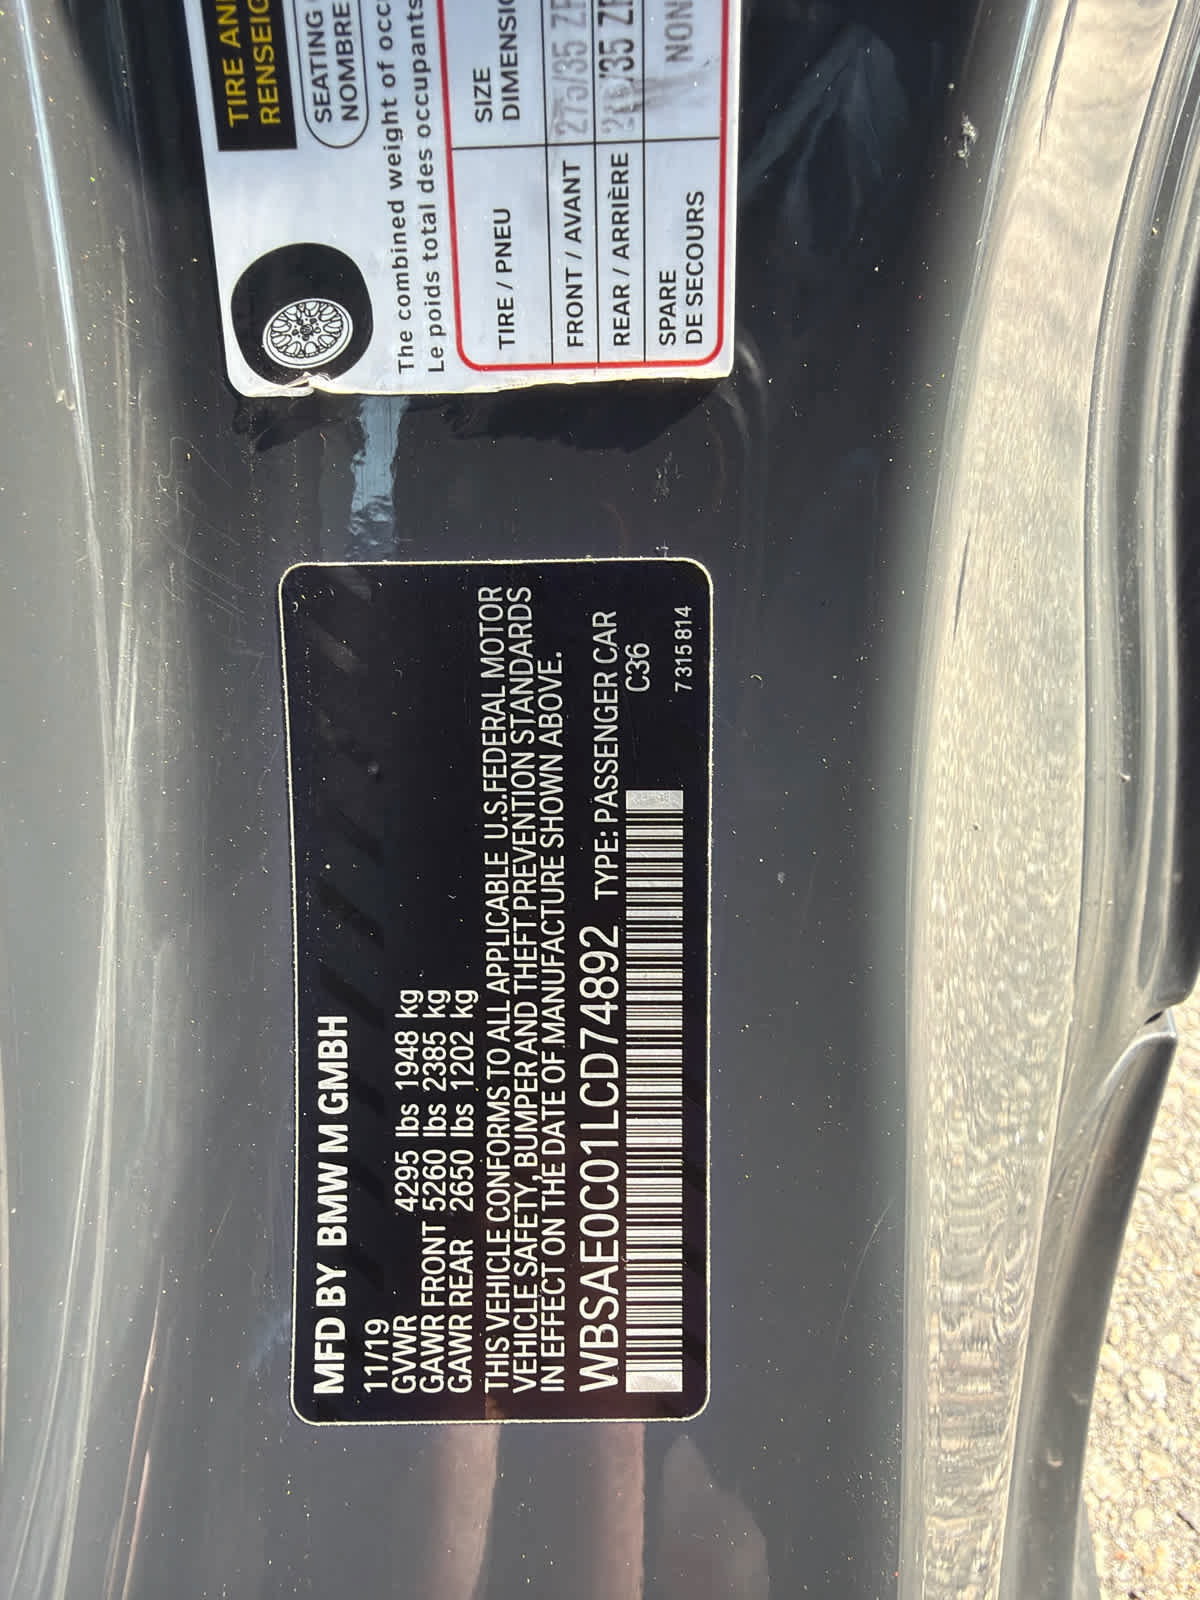 TIRE AN
RENSEIG
SEATING
NOMBRE
The combined weight of occ
Le poids total des occupants
TIRE / PNEU
SIZE
DIMENSIO
FRONT / AVANT
275/35 ZR
REAR / ARRIÈRE
SPARE
DE SECOURS
NON
MFD BY BMW M GMBH
11/19
GVWR 4295 lbs 1948 kg
GAWR FRONT 5260 lbs 2385 kg
GAWR REAR 2650 lbs 1202 kg
THIS VEHICLE CONFORMS TO ALL APPLICABLE U.S.FEDERAL MOTOR
VEHICLE SAFETY, BUMPER AND THEFT PREVENTION STANDARDS
IN EFFECT ON THE DATE OF MANUFACTURE SHOWN ABOVE.
WBSAE0C01LCD74892 TYPE: PASSENGER CAR
C36
7315814